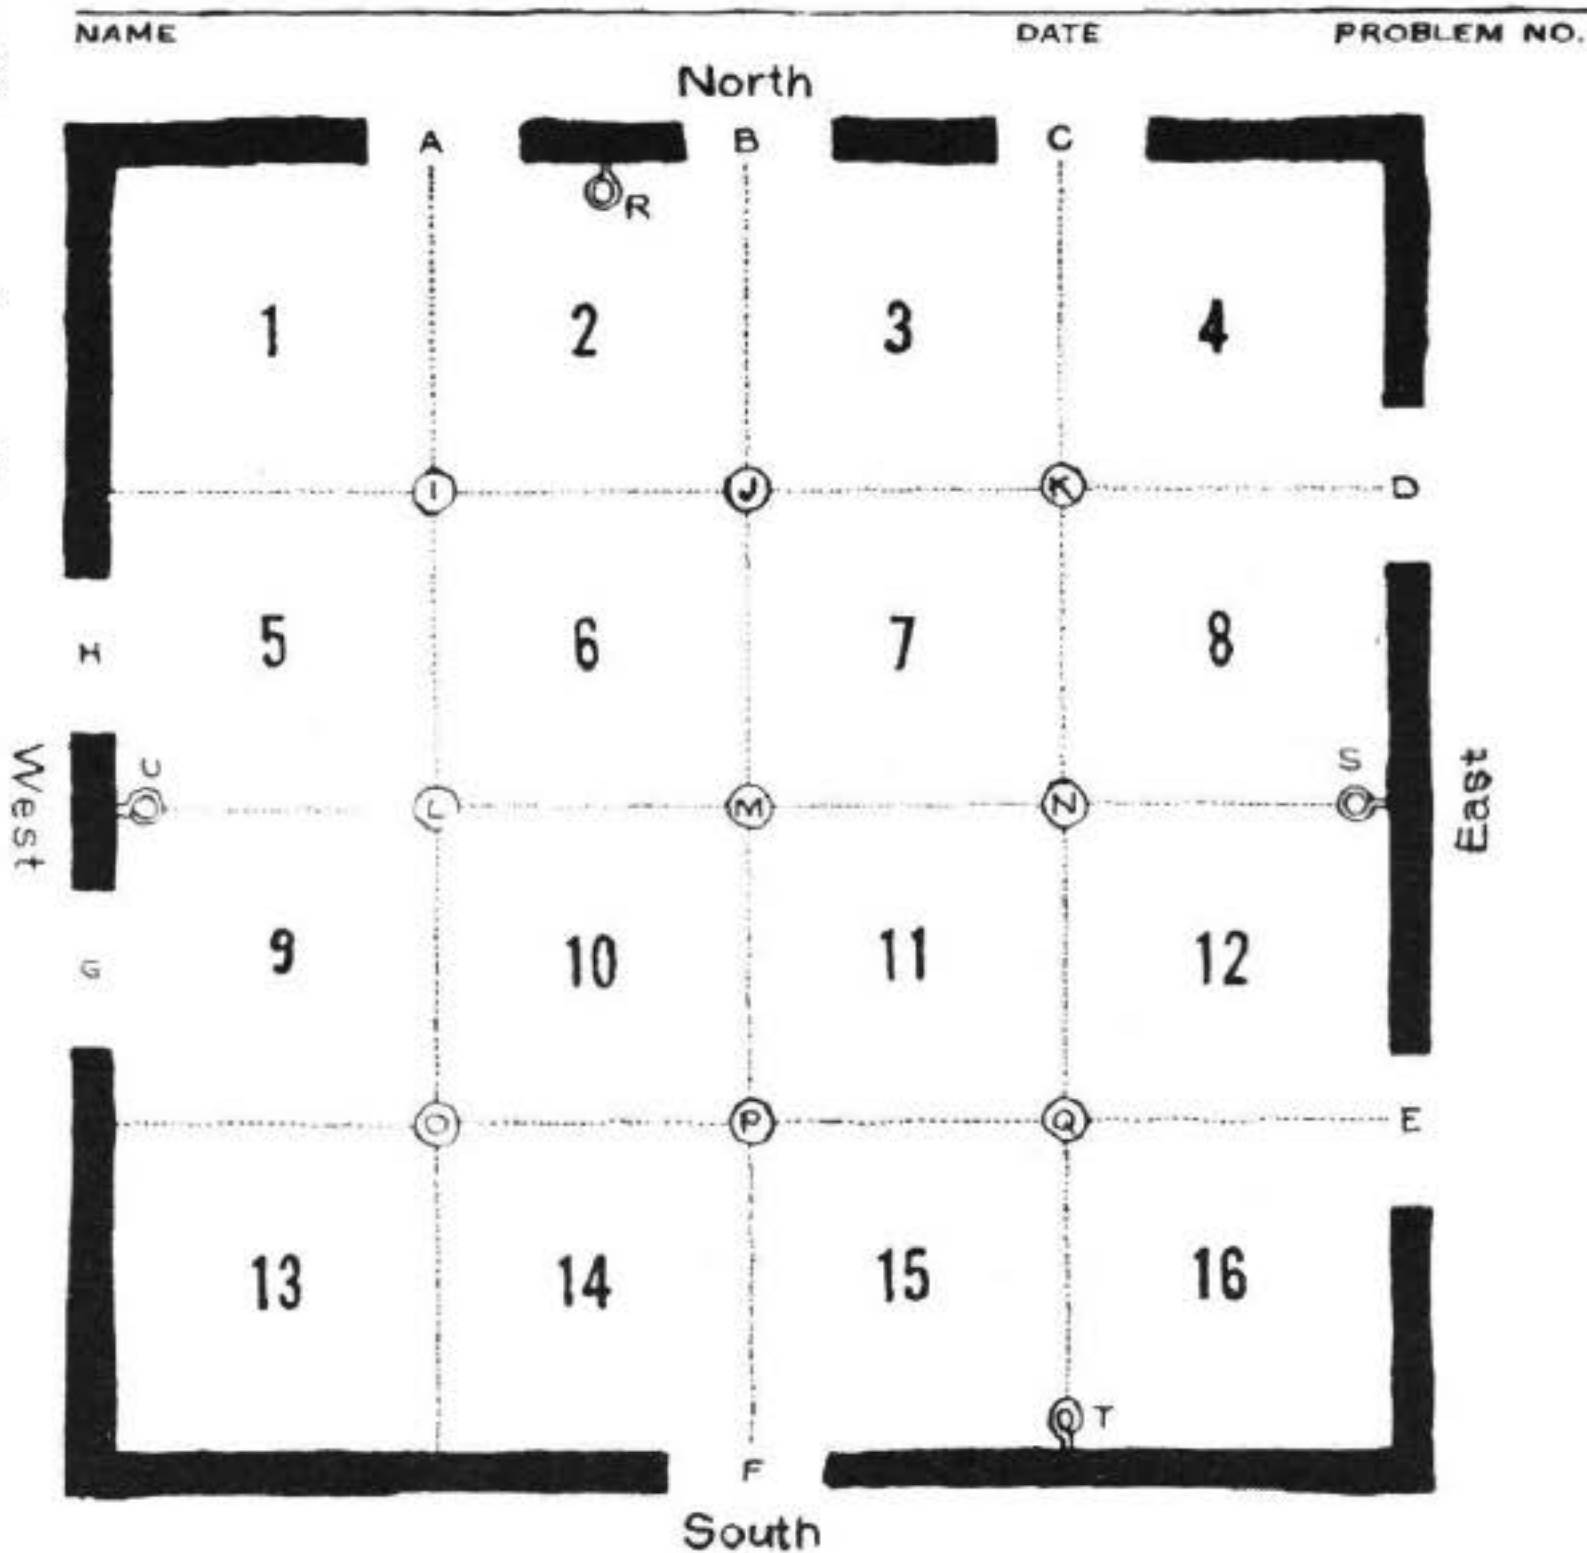 NAME DATE PROBLEM NO.
North
A B C
R
1 2 3 4
I J K D
H 5 6 7 8
West U L M N S East
G 9 10 11 12
O P Q E
13 14 15 16
T
F
South